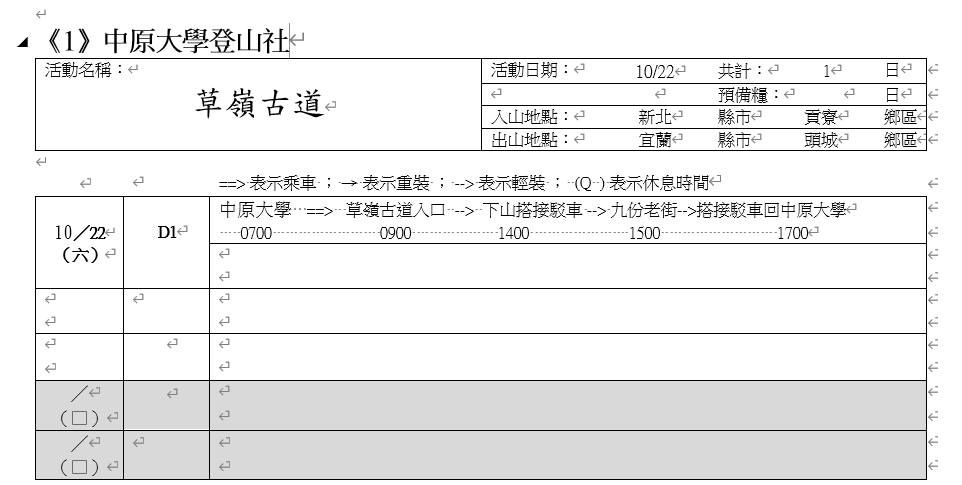 《1》中原大學登山社
活動名稱：
草嶺古道
活動日期： 10/22 共計： 1 日
預備糧： 日
入山地點： 新北 縣市 貢寮 鄉區
出山地點： 宜蘭 縣市 頭城 鄉區
==> 表示乘車 ； → 表示重裝 ； --> 表示輕裝 ； (Q ) 表示休息時間
10／22
（六）
D1
中原大學 ==> 草嶺古道入口 --> 下山搭接駁車 --> 九份老街-->搭接駁車回中原大學
0700 0900 1400 1500 1700
／
（□）
／
（□）